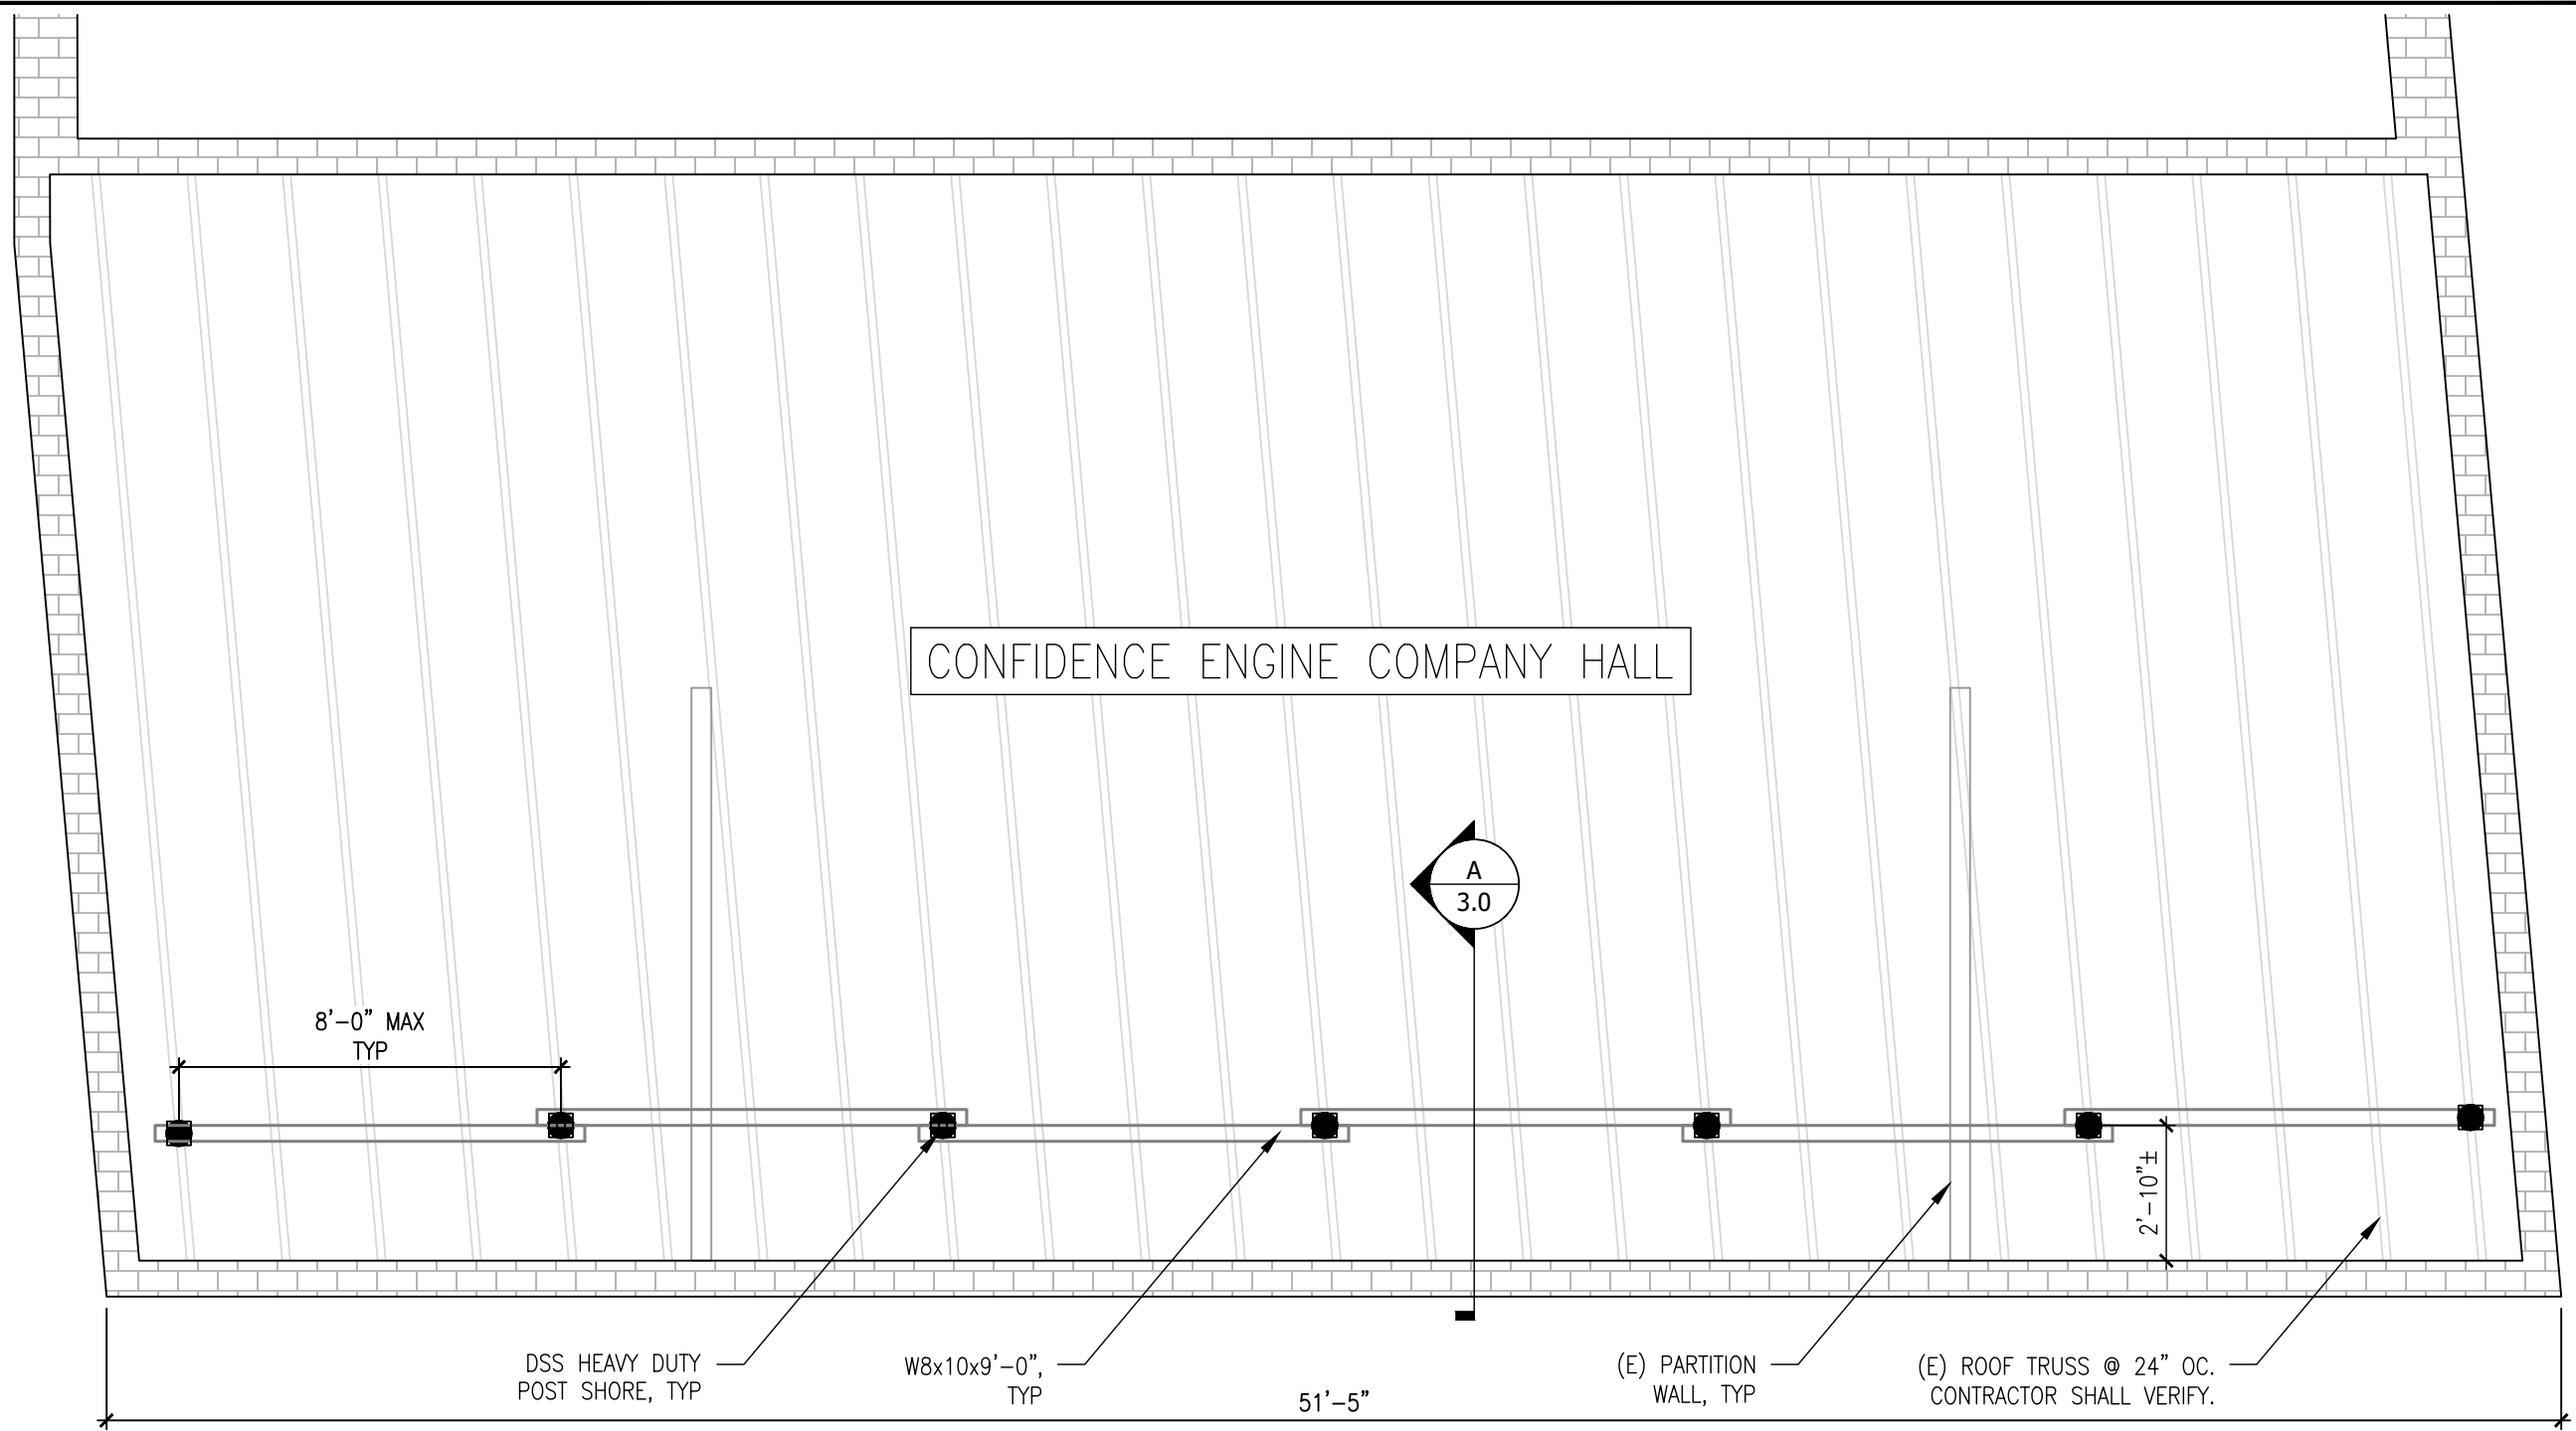 CONFIDENCE ENGINE COMPANY HALL
A
3.0
8'-0" MAX
TYP
2'-10"±
DSS HEAVY DUTY
POST SHORE, TYP
W8x10x9'-0",
TYP
(E) PARTITION
WALL, TYP
(E) ROOF TRUSS @ 24" OC.
CONTRACTOR SHALL VERIFY.
51'-5"